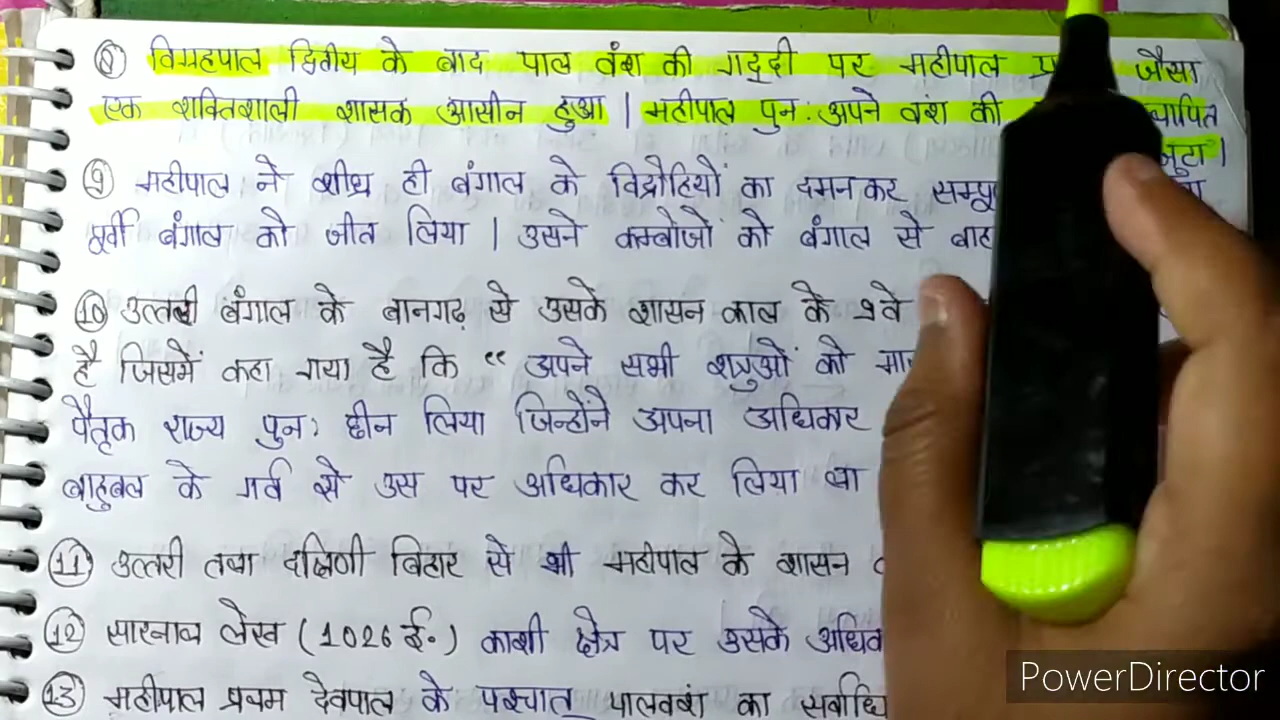 ⑧ विग्रहपाल द्वितीय के बाद पाल वंश की गद्दी पर महीपाल प्र जैसा
एक शक्तिशाली शासक आसीन हुआ | महीपाल पुन: अपने वंश की
जुटा |
⑨ महीपाल ने शीघ्र ही बंगाल के विद्रोहियों का दमनकर
पूर्वी बंगाल को जीत लिया | उसने कम्बोजों को बंगाल से
⑩ उत्तरी बंगाल के बानगढ़ से उसके शासन काल के 9वे
है जिसमें कहा गया है कि “ अपने सभी शत्रुओं को
पैतृक राज्य पुन: छीन लिया जिन्होंने अपना अधिकार
बाहुबल के गर्व से उस पर अधिकार कर लिया था
⑪ उत्तरी तथा दक्षिणी बिहार से भी महीपाल के शासन
⑫ सारनाथ लेख (1026 ई॰) काशी क्षेत्र पर उसके
⑬ महीपाल प्रथम देवपाल के पश्चात् पालवंश का
PowerDirector